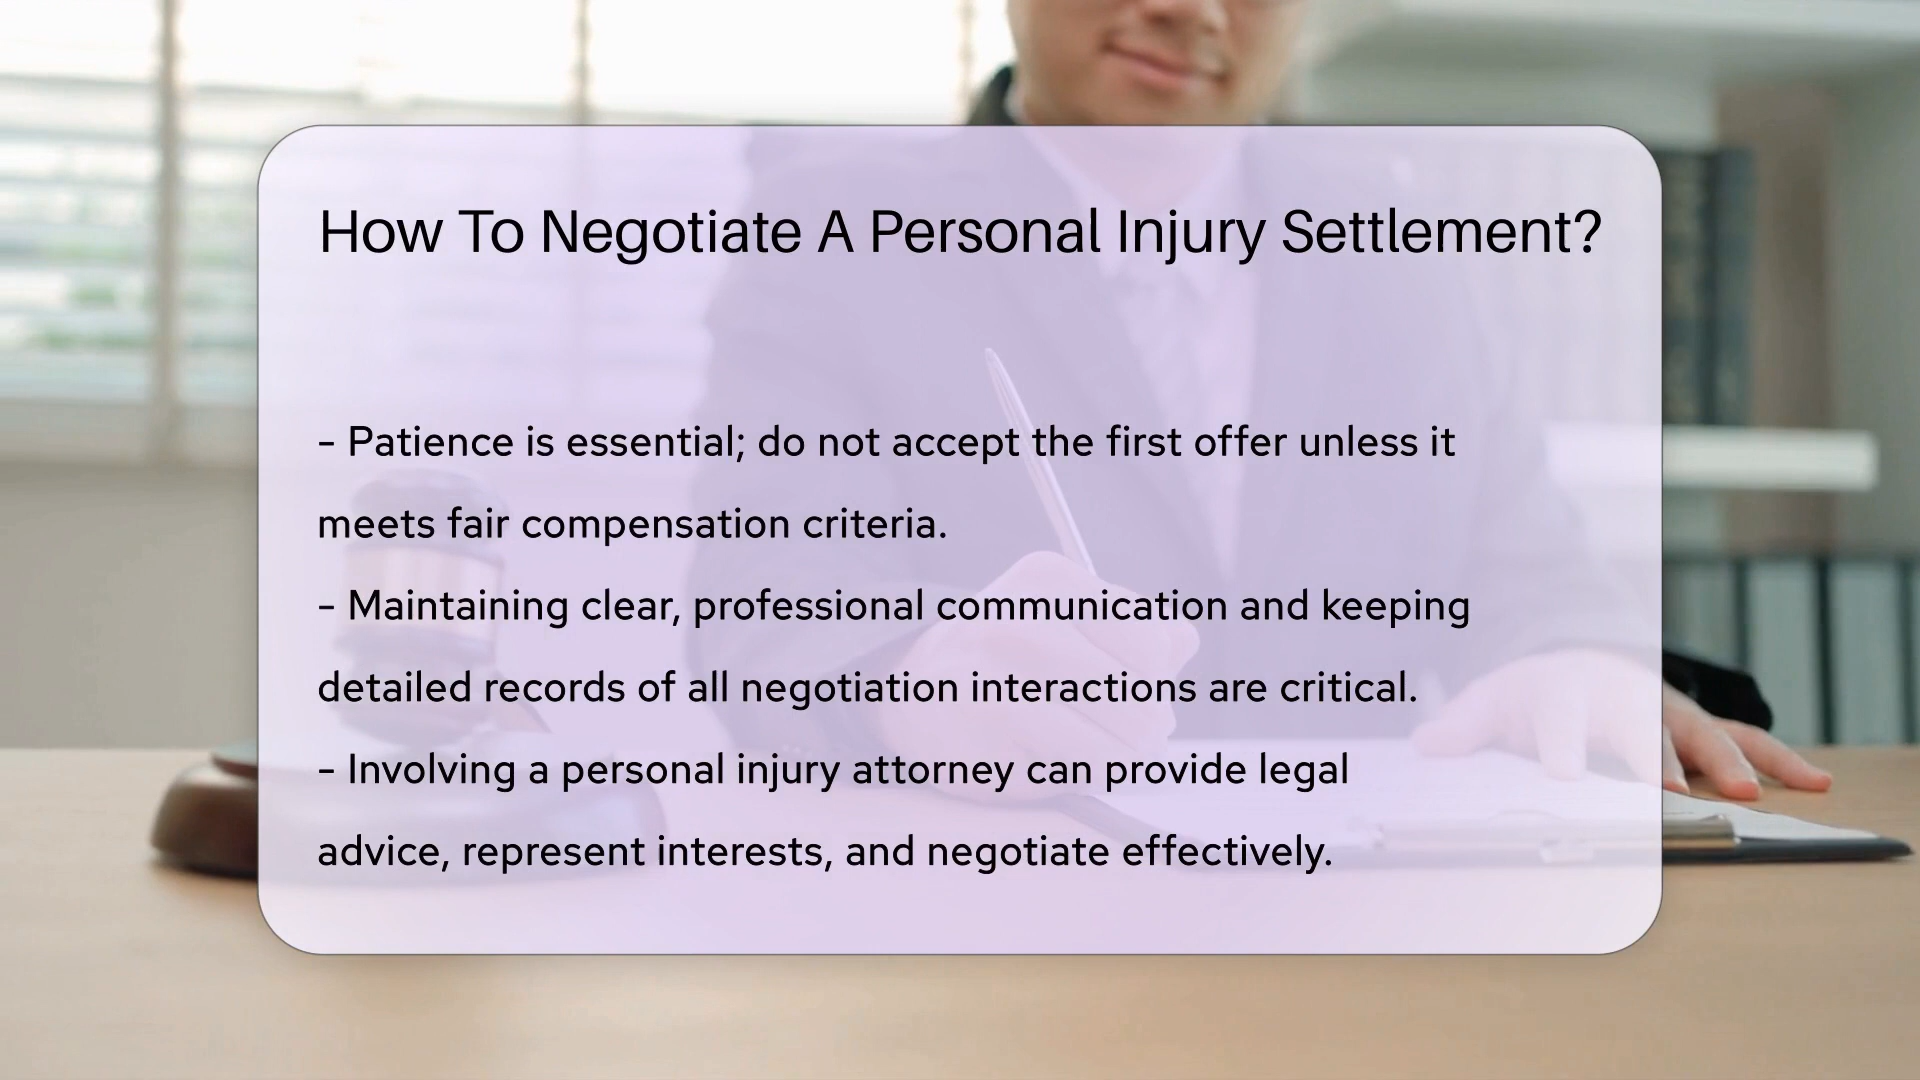 How To Negotiate A Personal Injury Settlement?
- Patience is essential; do not accept the first offer unless it
meets fair compensation criteria.
- Maintaining clear, professional communication and keeping
detailed records of all negotiation interactions are critical.
- Involving a personal injury attorney can provide legal
advice, represent interests, and negotiate effectively.